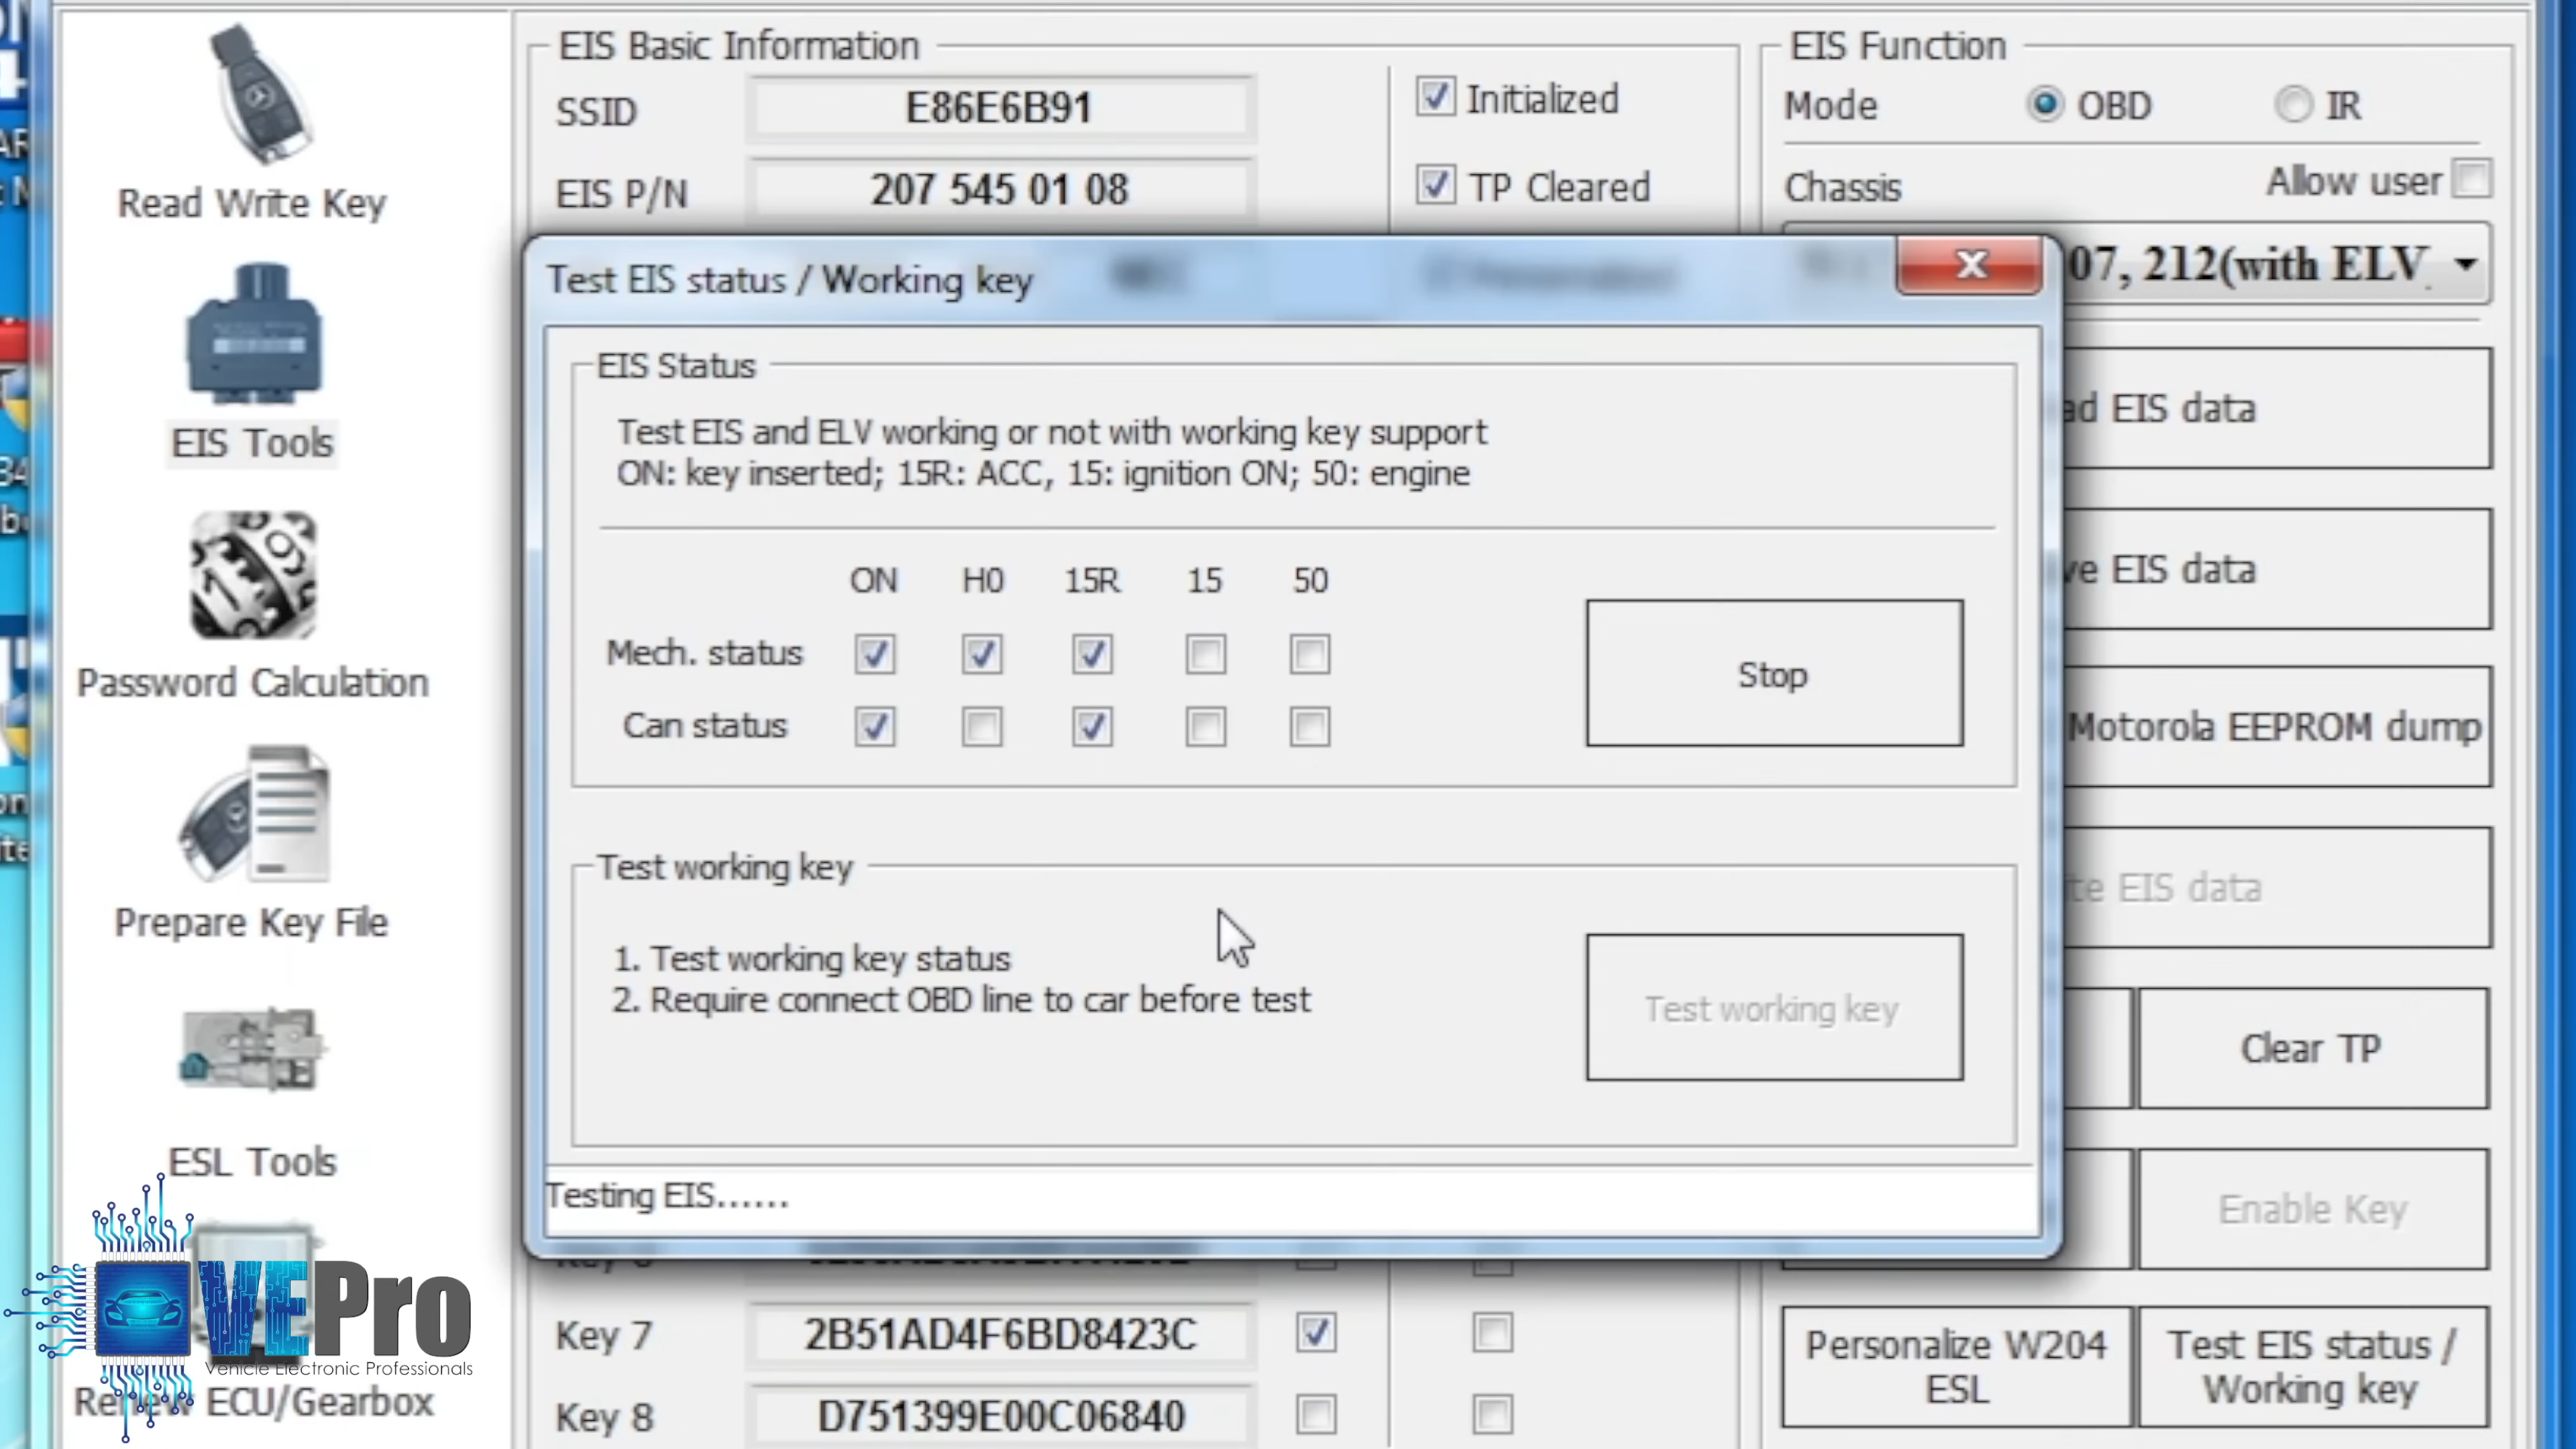 EIS Basic Information
SSID E86E6B91
EIS P/N 207 545 01 08
Initialized
TP Cleared
EIS Function
Mode OBD IR
Chassis Allow user
07, 212(with ELV
Read Write Key
EIS Tools
Password Calculation
Prepare Key File
ESL Tools
ECU/Gearbox
Test EIS status / Working key
EIS Status
Test EIS and ELV working or not with working key support
ON: key inserted; 15R: ACC, 15: ignition ON; 50: engine
ON H0 15R 15 50
Mech. status
Can status
Stop
Test working key
1. Test working key status
2. Require connect OBD line to car before test
Test working key
Testing EIS......
EIS data
EIS data
Motorola EEPROM dump
EIS data
Clear TP
Enable Key
Key 7 2B51AD4F6BD8423C
Key 8 D751399E00C06840
Personalize W204
ESL
Test EIS status /
Working key
VEPro
Vehicle Electronic Professionals